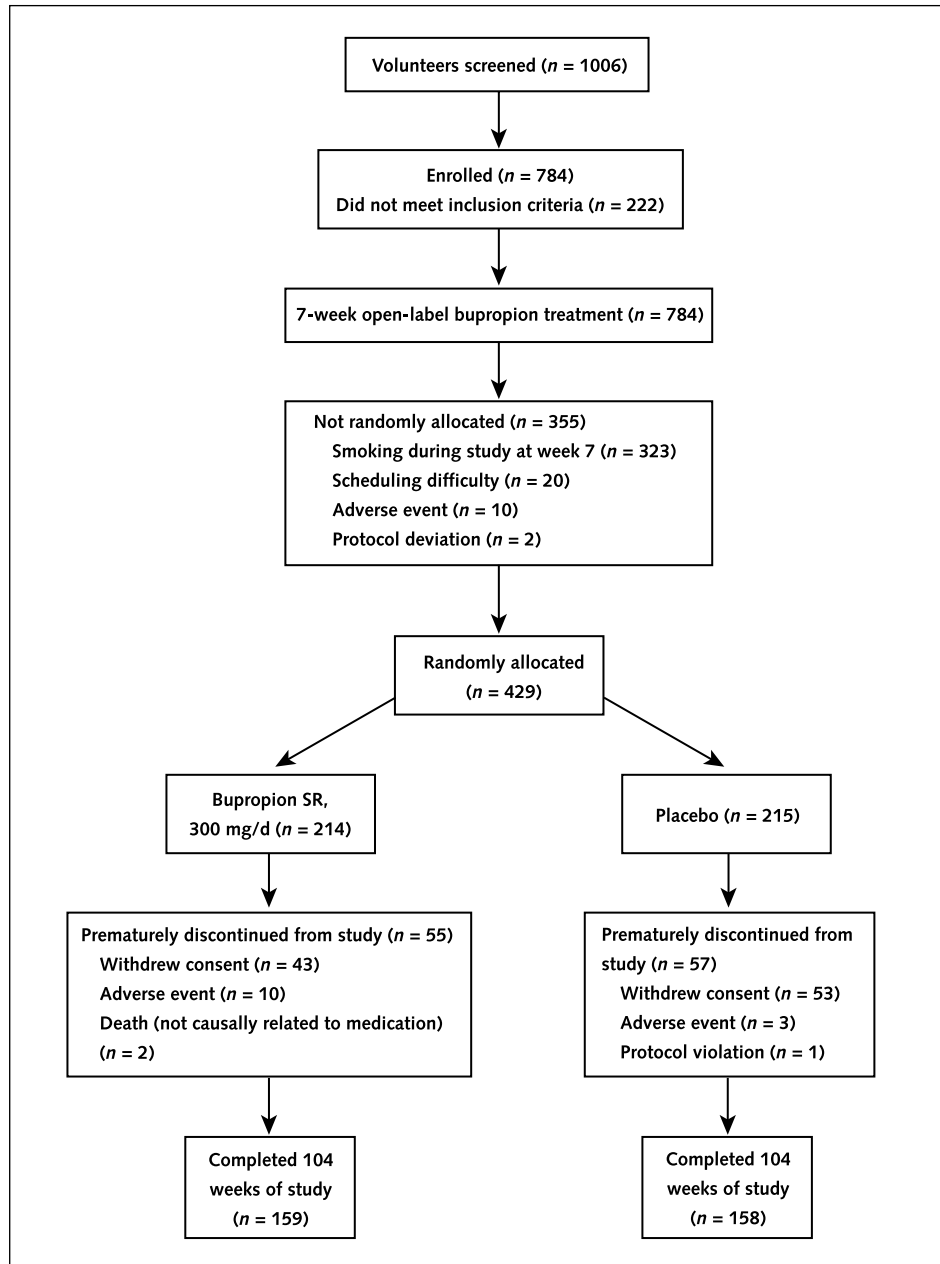 Volunteers screened (n = 1006)
Enrolled (n = 784)
Did not meet inclusion criteria (n = 222)
7-week open-label bupropion treatment (n = 784)
Not randomly allocated (n = 355)
Smoking during study at week 7 (n = 323)
Scheduling difficulty (n = 20)
Adverse event (n = 10)
Protocol deviation (n = 2)
Randomly allocated
(n = 429)
Bupropion SR,
300 mg/d (n = 214)
Placebo (n = 215)
Prematurely discontinued from study (n = 55)
Withdrew consent (n = 43)
Adverse event (n = 10)
Death (not causally related to medication)
(n = 2)
Prematurely discontinued from
study (n = 57)
Withdrew consent (n = 53)
Adverse event (n = 3)
Protocol violation (n = 1)
Completed 104
weeks of study
(n = 159)
Completed 104
weeks of study
(n = 158)